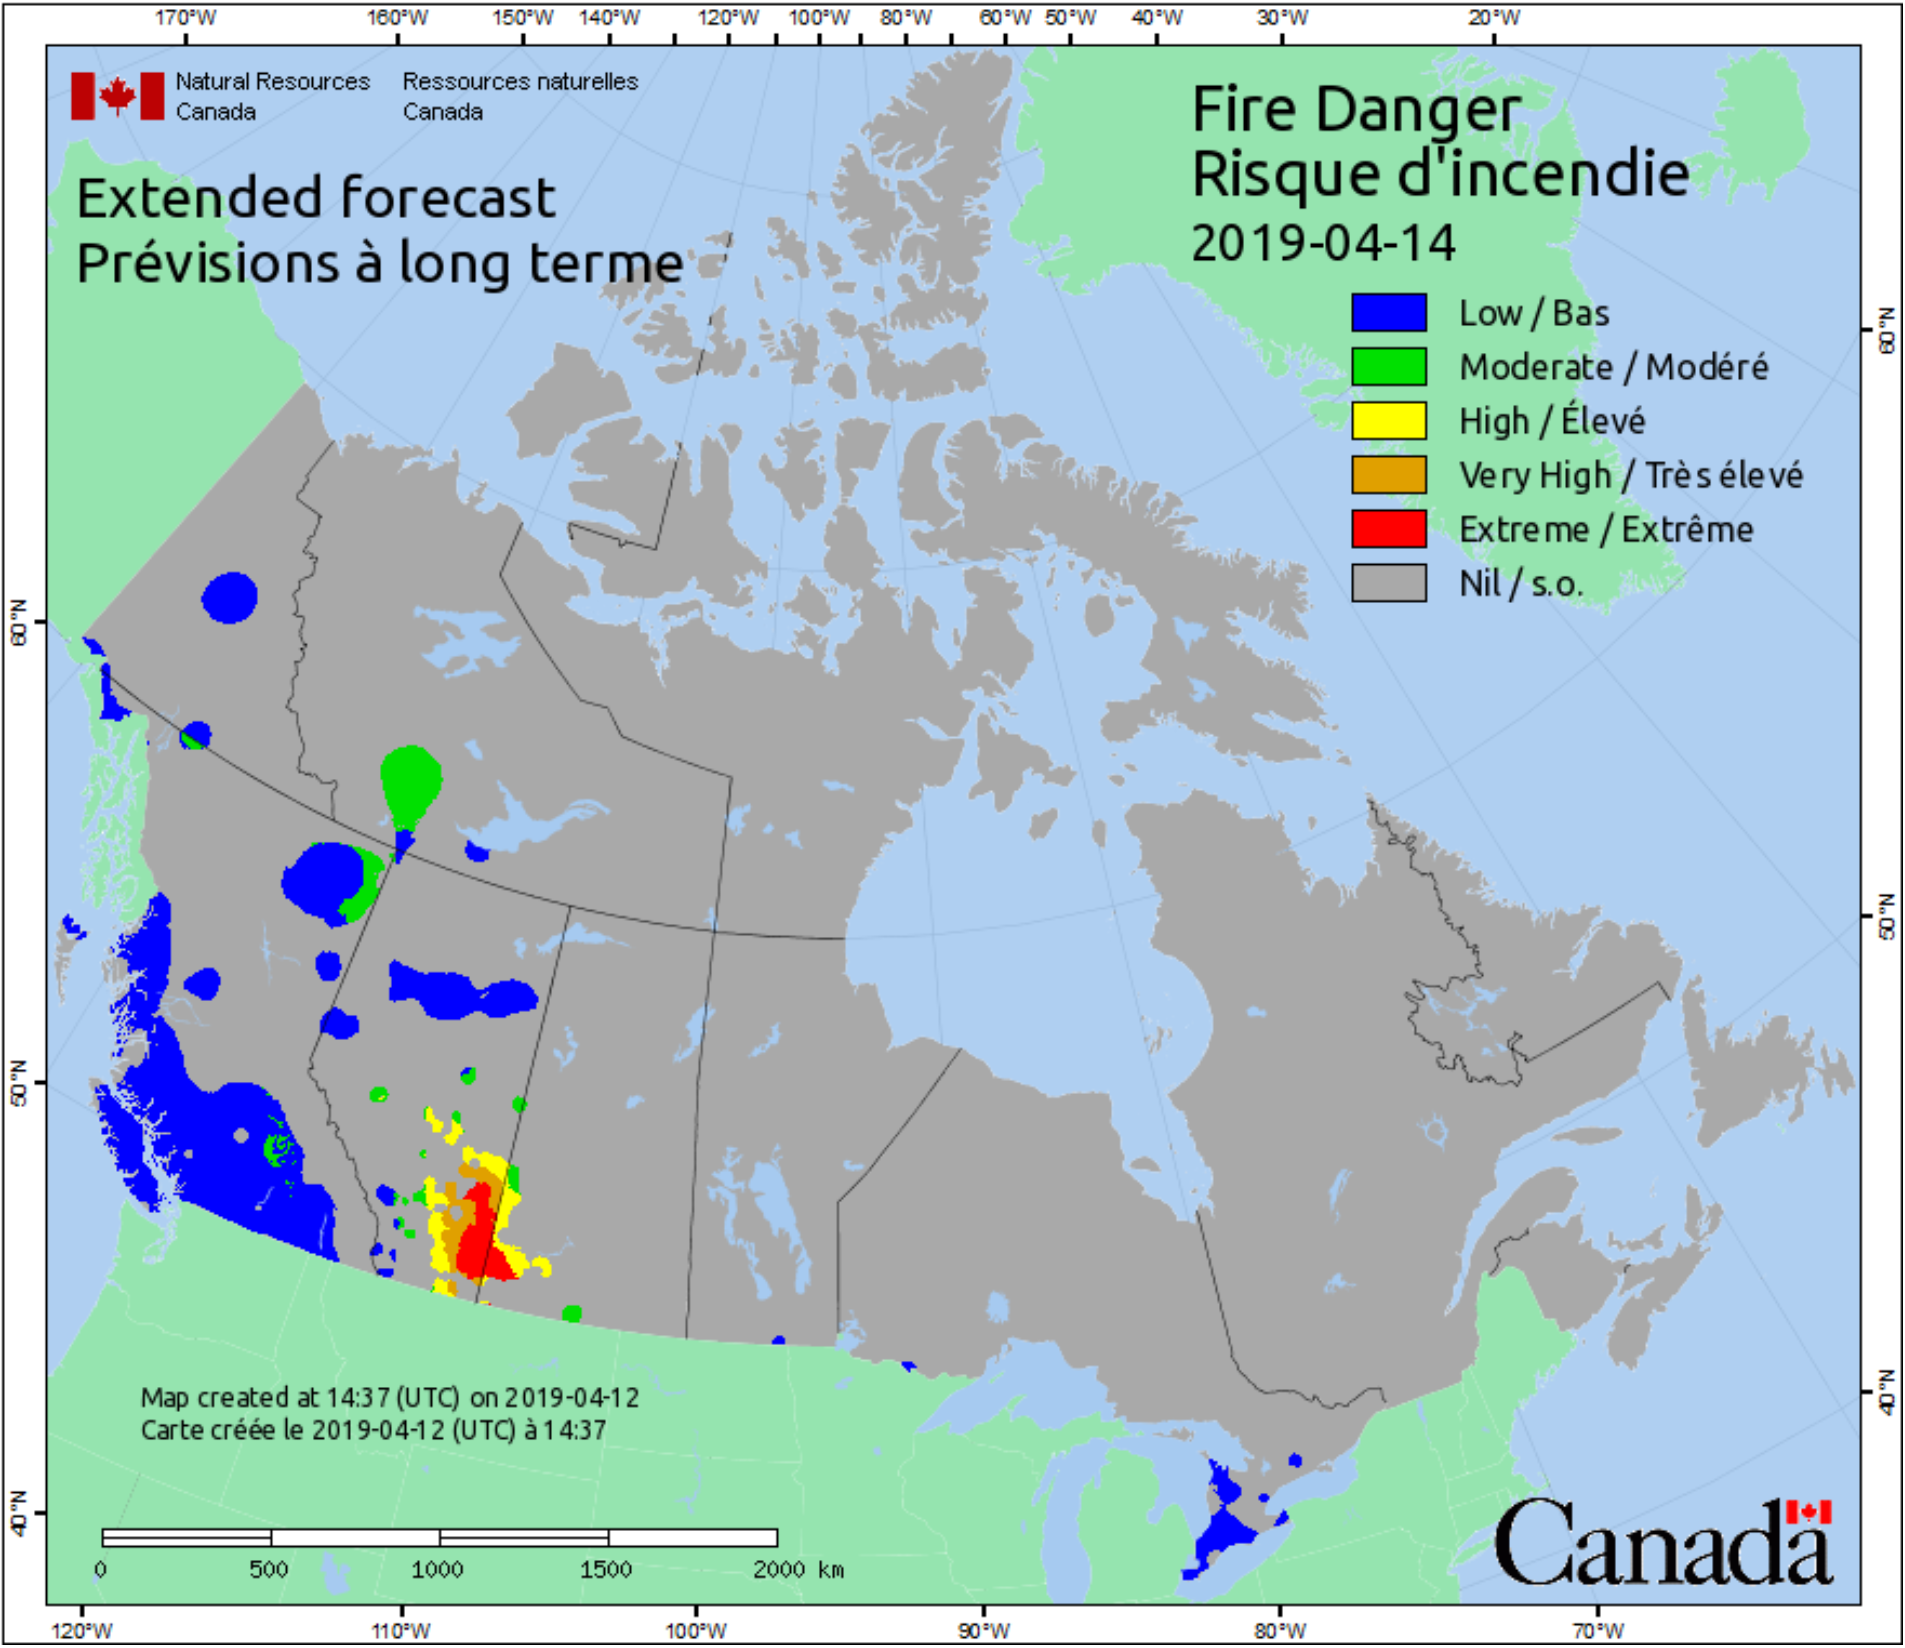 170°W 160°W 150°W 140°W 120°W 100°W 80°W 60°W 50°W 40°W 30°W 20°W
Natural Resources Ressources naturelles
Canada Canada
Fire Danger
Risque d'incendie
2019-04-14
Extended forecast
Prévisions à long terme
Low / Bas
Moderate / Modéré
High / Élevé
Very High / Très élevé
Extreme / Extrême
Nil / s.o.
60°N
60°N
50°N
50°N
40°N
40°N
Map created at 14:37 (UTC) on 2019-04-12
Carte créée le 2019-04-12 (UTC) à 14:37
0 500 1000 1500 2000 km
Canada
120°W 110°W 100°W 90°W 80°W 70°W